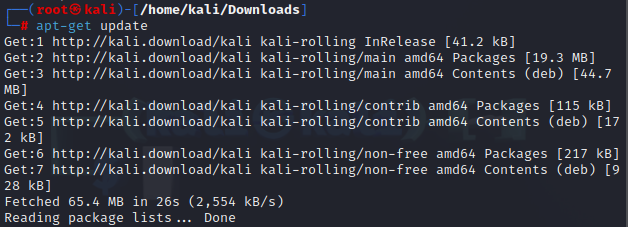 ┌──(root㉿kali)-[/home/kali/Downloads]
└─# apt-get update
Get:1 http://kali.download/kali kali-rolling InRelease [41.2 kB]
Get:2 http://kali.download/kali kali-rolling/main amd64 Packages [19.3 MB]
Get:3 http://kali.download/kali kali-rolling/main amd64 Contents (deb) [44.7
MB]
Get:4 http://kali.download/kali kali-rolling/contrib amd64 Packages [115 kB]
Get:5 http://kali.download/kali kali-rolling/contrib amd64 Contents (deb) [17
2 kB]
Get:6 http://kali.download/kali kali-rolling/non-free amd64 Packages [217 kB]
Get:7 http://kali.download/kali kali-rolling/non-free amd64 Contents (deb) [9
28 kB]
Fetched 65.4 MB in 26s (2,554 kB/s)
Reading package lists... Done